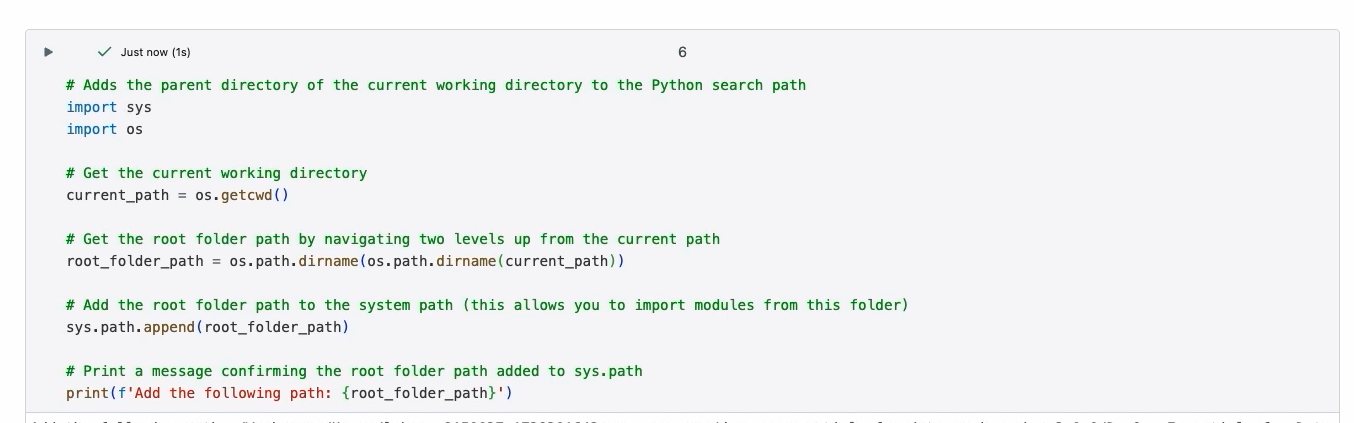 Just now (1s)
6
# Adds the parent directory of the current working directory to the Python search path
import sys
import os
# Get the current working directory
current_path = os.getcwd()
# Get the root folder path by navigating two levels up from the current path
root_folder_path = os.path.dirname(os.path.dirname(current_path))
# Add the root folder path to the system path (this allows you to import modules from this folder)
sys.path.append(root_folder_path)
# Print a message confirming the root folder path added to sys.path
print(f'Add the following path: {root_folder_path}')